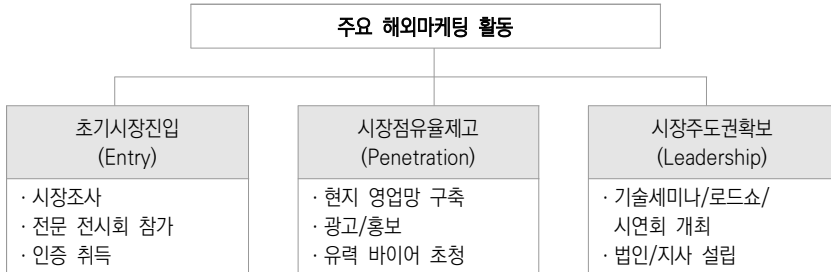 주요 해외마케팅 활동
초기시장진입
(Entry)
· 시장조사
· 전문 전시회 참가
· 인증 취득
시장점유율제고
(Penetration)
· 현지 영업망 구축
· 광고/홍보
· 유력 바이어 초청
시장주도권확보
(Leadership)
· 기술세미나/로드쇼/
시연회 개최
· 법인/지사 설립